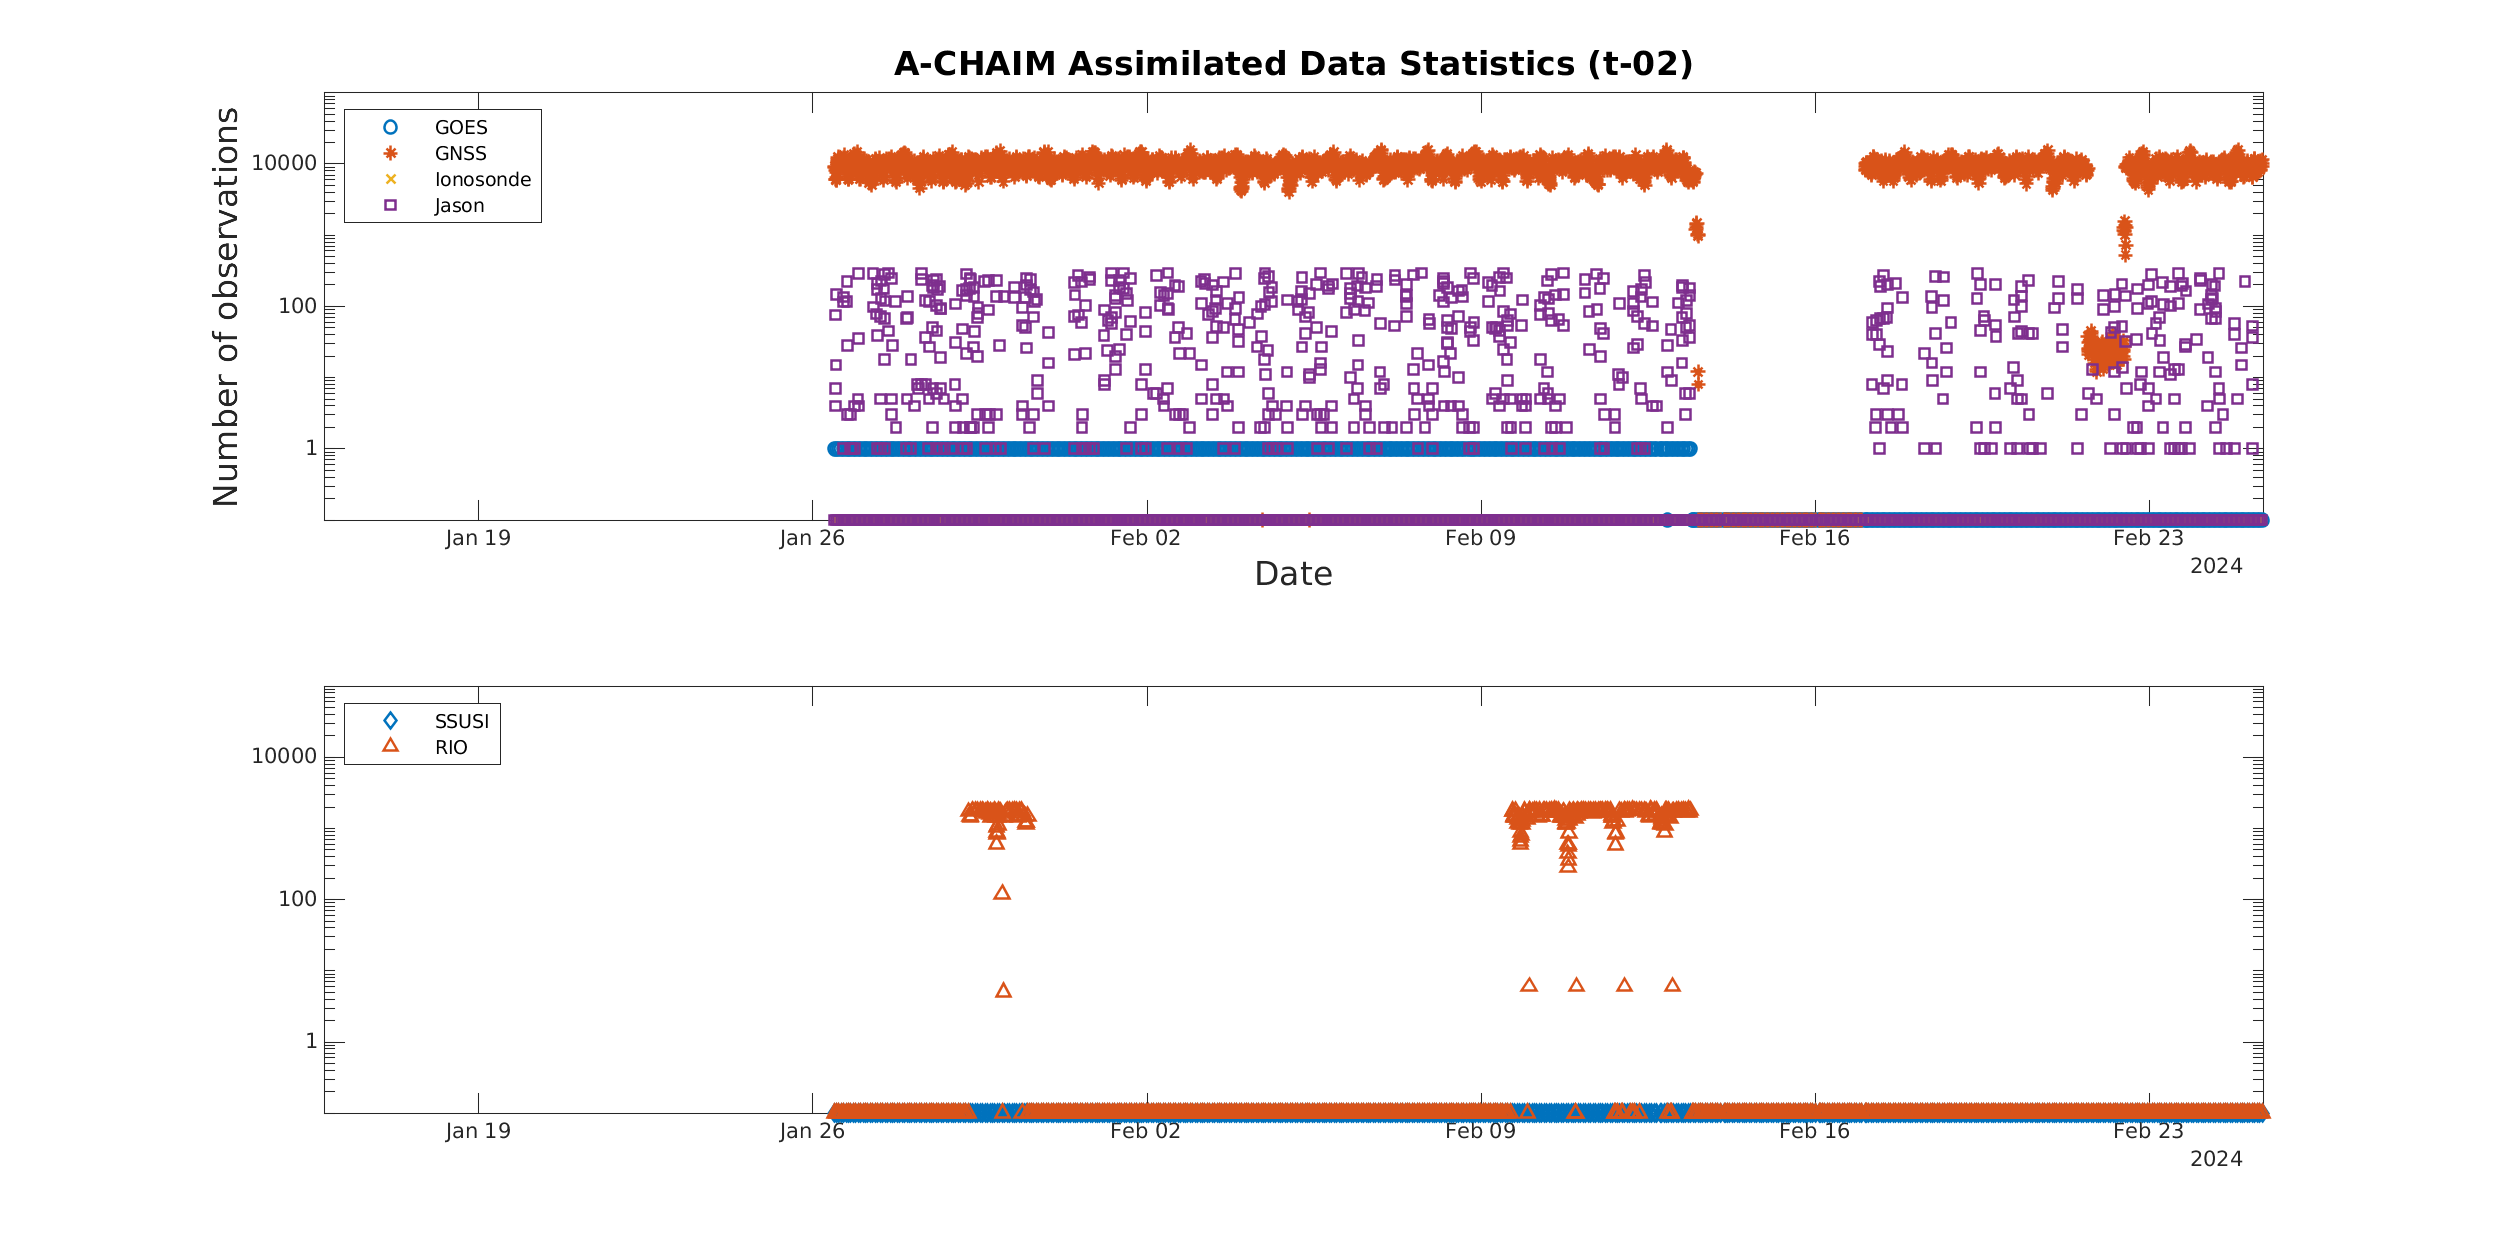 A-CHAIM Assimilated Data Statistics (t-02)
Number of observations
GOES
GNSS
Ionosonde
Jason
10000
100
1
Jan 19 Jan 26 Feb 02 Feb 09 Feb 16 Feb 23
2024
Date
SSUSI
RIO
10000
100
1
Jan 19 Jan 26 Feb 02 Feb 09 Feb 16 Feb 23
2024